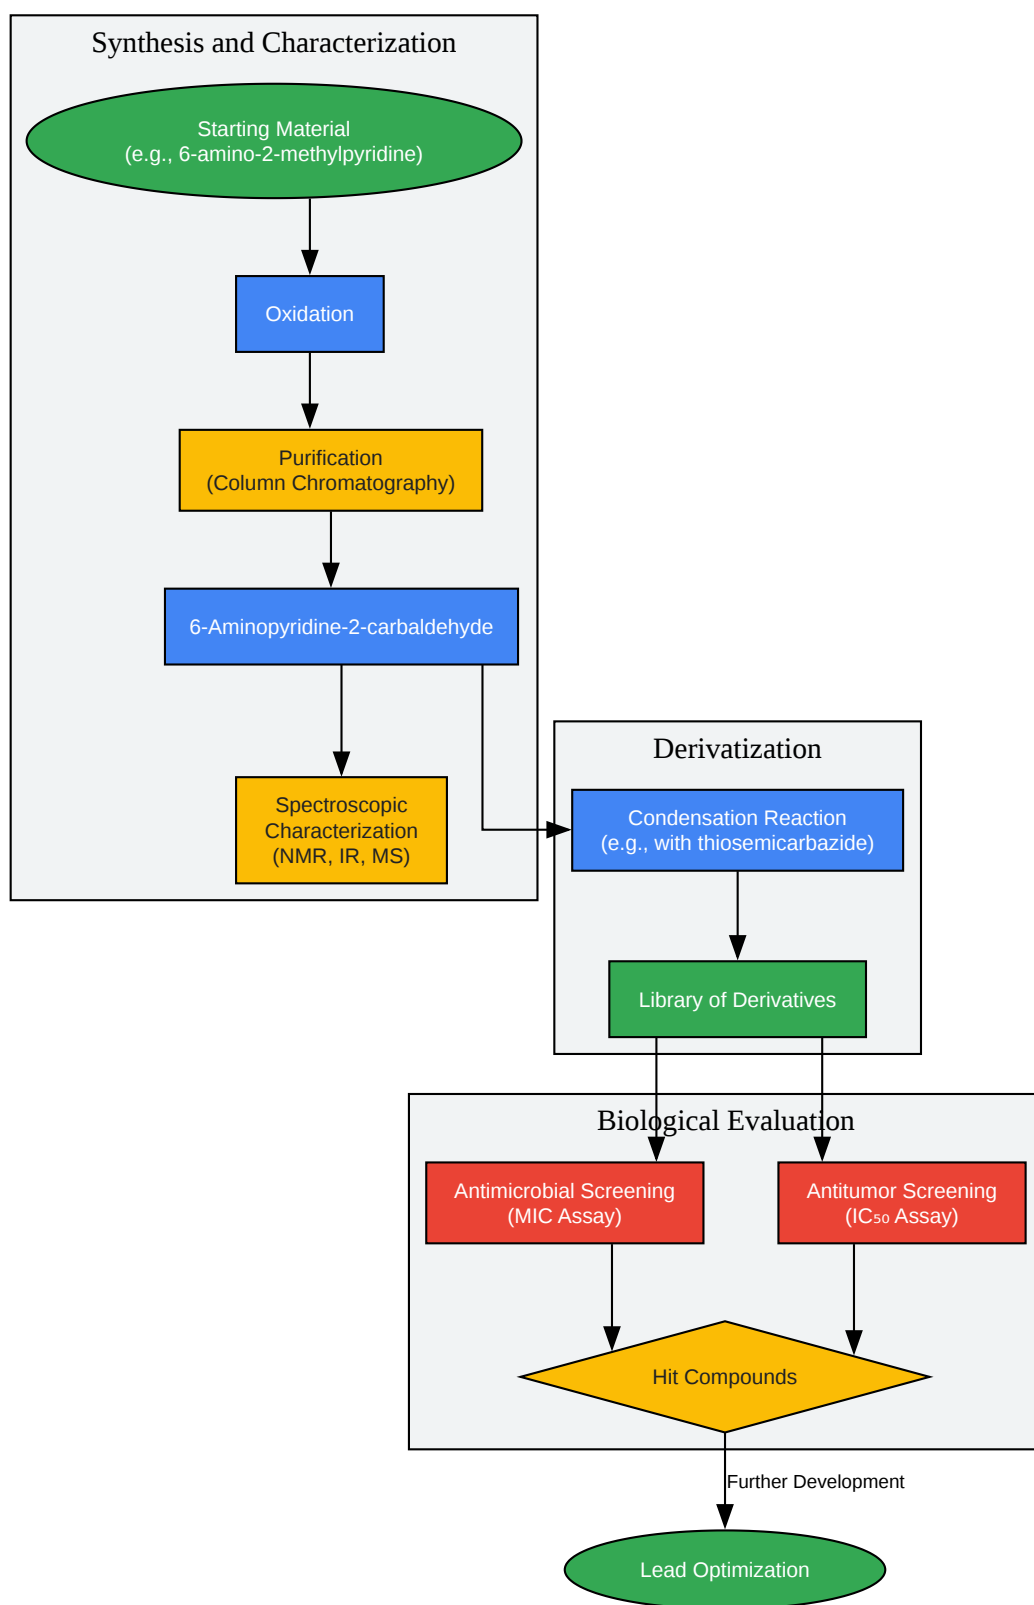 Synthesis and Characterization
Starting Material
(e.g., 6-amino-2-methylpyridine)
Oxidation
Purification
(Column Chromatography)
6-Aminopyridine-2-carbaldehyde
Spectroscopic
Characterization
(NMR, IR, MS)
Derivatization
Condensation Reaction
(e.g., with thiosemicarbazide)
Library of Derivatives
Biological Evaluation
Antimicrobial Screening
(MIC Assay)
Antitumor Screening
(IC₅₀ Assay)
Hit Compounds
Further Development
Lead Optimization